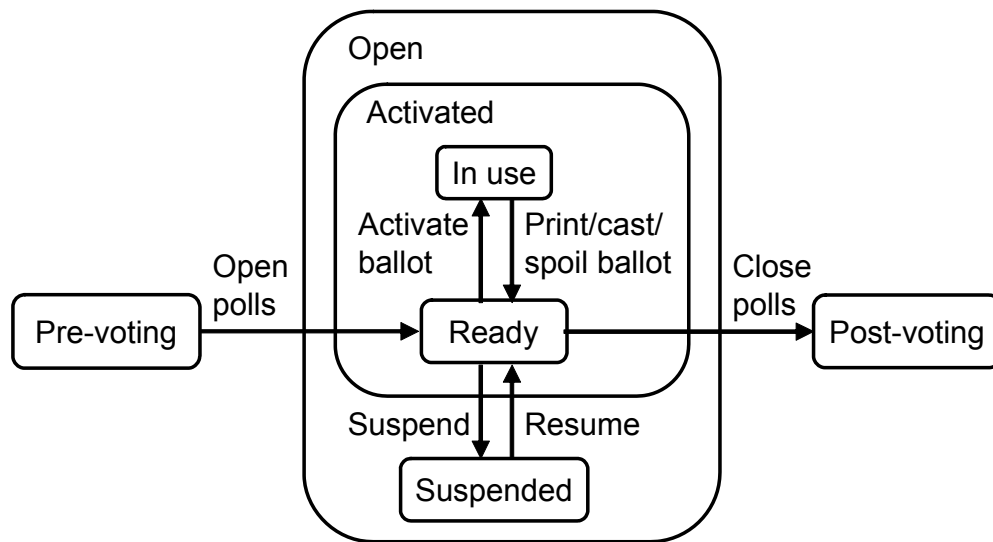 Open
Activated
In use
Activate
ballot
Print/cast/
spoil ballot
Open
polls
Close
polls
Pre-voting
Ready
Post-voting
Suspend
Resume
Suspended